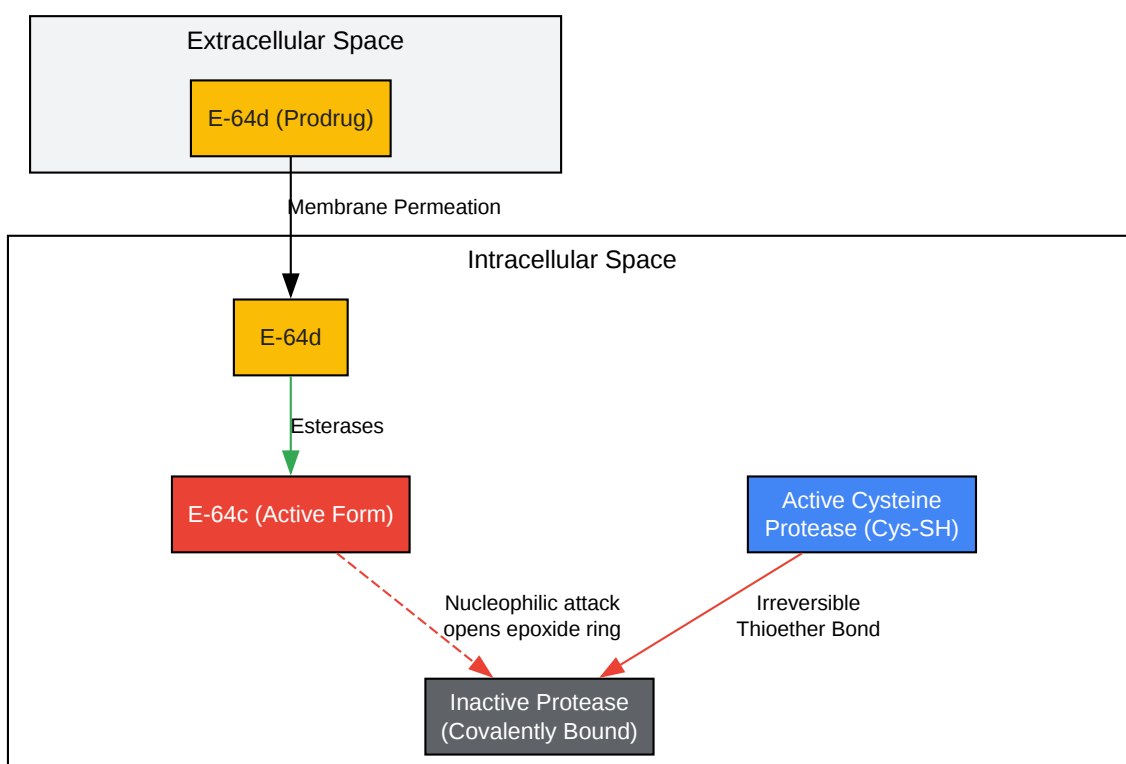 Extracellular Space
E-64d (Prodrug)
Membrane Permeation
Intracellular Space
E-64d
Esterases
E-64c (Active Form)
Active Cysteine
Protease (Cys-SH)
Nucleophilic attack
opens epoxide ring
Irreversible
Thioether Bond
Inactive Protease
(Covalently Bound)